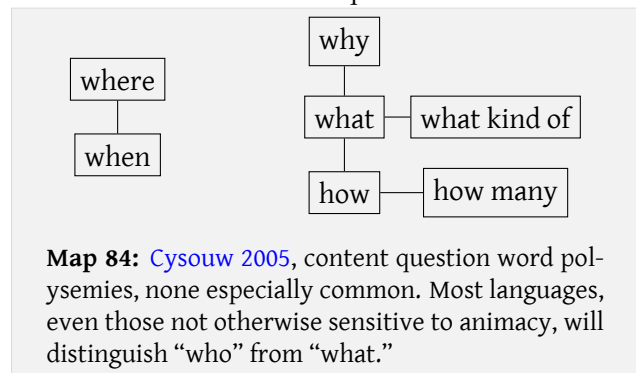 why
where
what
what kind of
when
how
how many
Map 84: Cysouw 2005, content question word pol-
ysemies, none especially common. Most languages,
even those not otherwise sensitive to animacy, will
distinguish “who” from “what.”